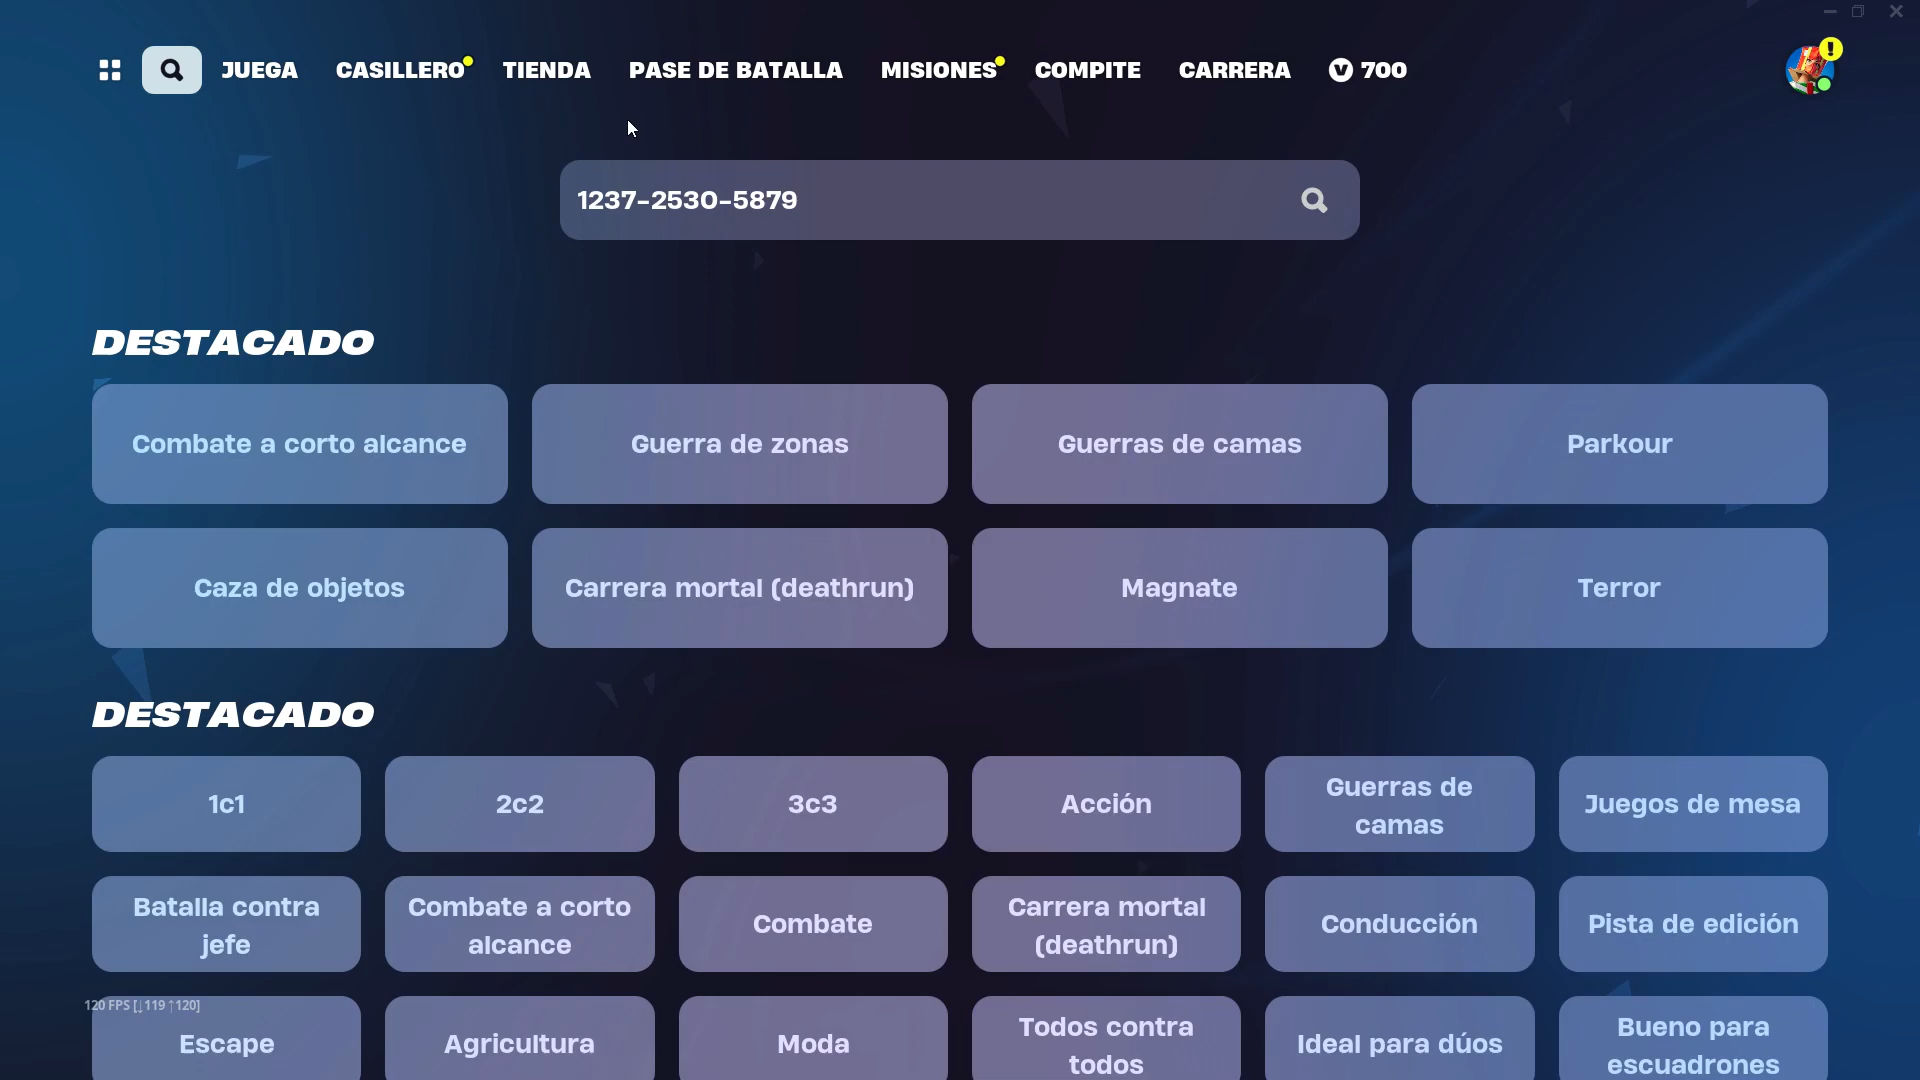 JUEGA CASILLERO TIENDA PASE DE BATALLA MISIONES COMPITE CARRERA V 700
1237-2530-5879
DESTACADO
Combate a corto alcance
Guerra de zonas
Guerras de camas
Parkour
Caza de objetos
Carrera mortal (deathrun)
Magnate
Terror
DESTACADO
1c1
2c2
3c3
Acción
Guerras de
camas
Juegos de mesa
Batalla contra
jefe
Combate a corto
alcance
Combate
Carrera mortal
(deathrun)
Conducción
Pista de edición
120 FPS [↓119 ↑120]
Escape
Agricultura
Moda
Todos contra
todos
Ideal para dúos
Bueno para
escuadrones